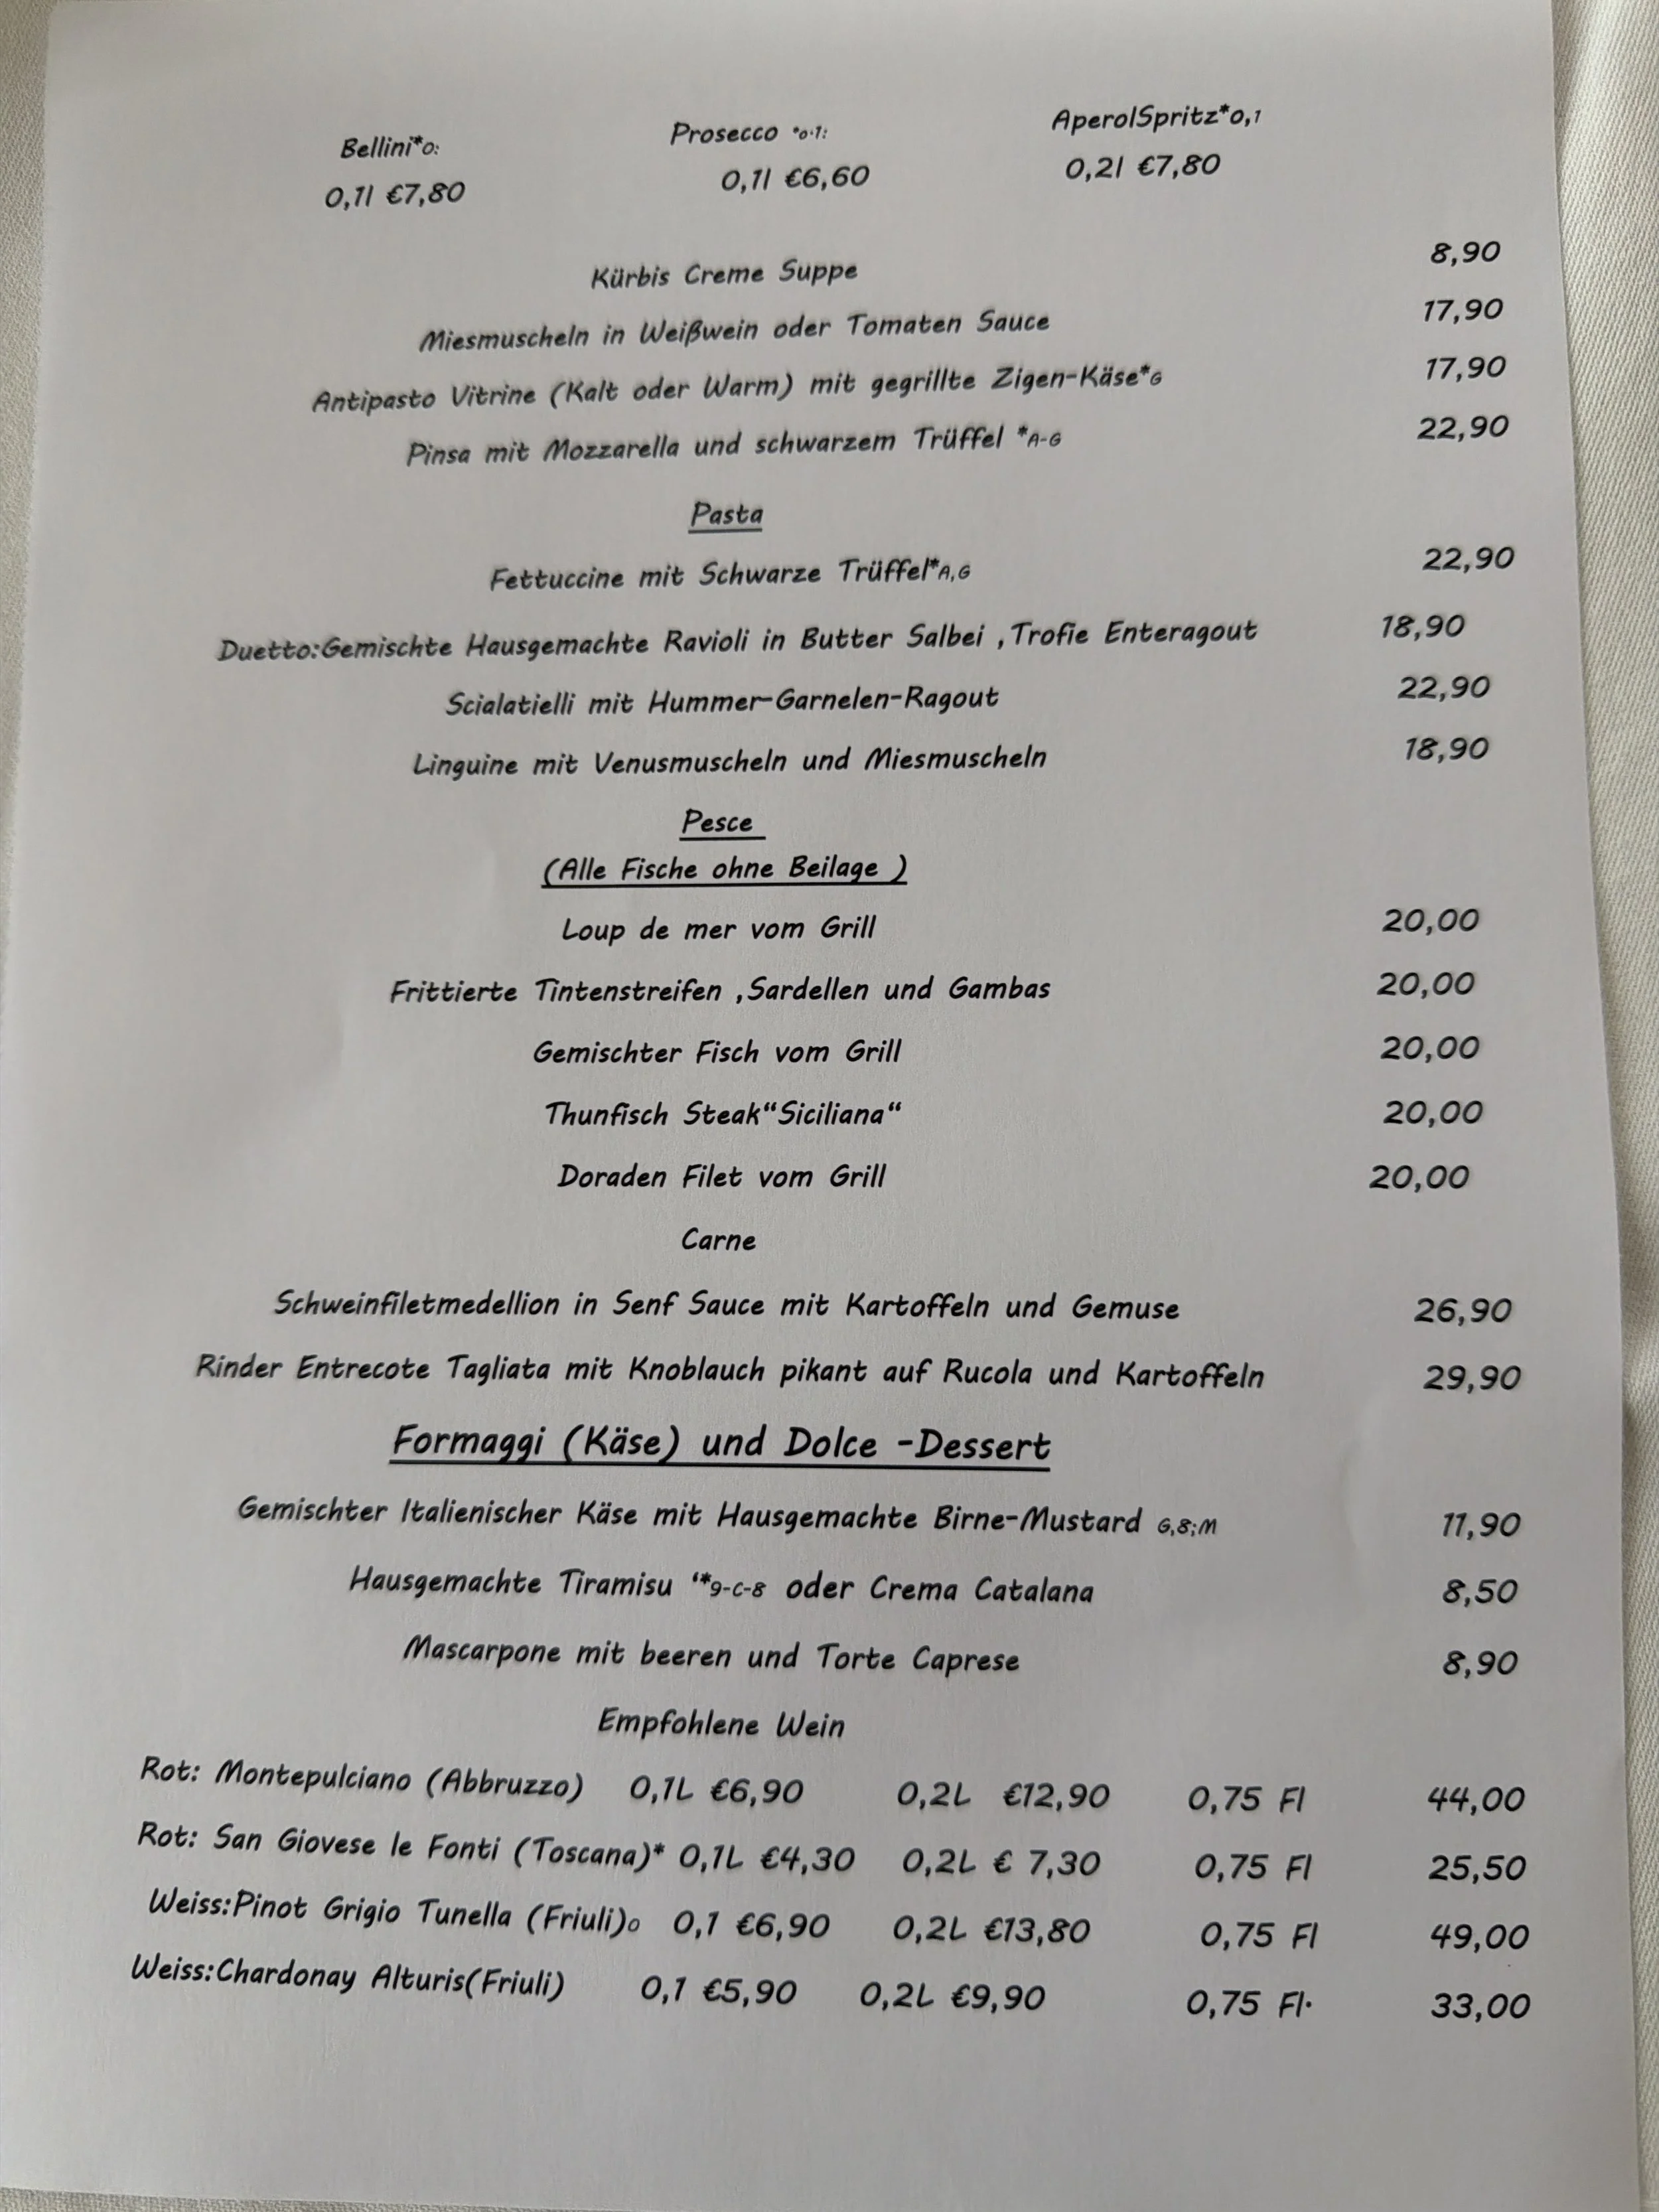 Bellini*o: Prosecco *o-1: AperolSpritz*o,1
0,1l €7,80 0,1l €6,60 0,2l €7,80
Kürbis Creme Suppe 8,90
Miesmuscheln in Weißwein oder Tomaten Sauce 17,90
Antipasto Vitrine (Kalt oder Warm) mit gegrillte Zigen-Käse*G 17,90
Pinsa mit Mozzarella und schwarzem Trüffel *A-G 22,90
Pasta
Fettuccine mit Schwarze Trüffel*A,G 22,90
Duetto:Gemischte Hausgemachte Ravioli in Butter Salbei ,Trofie Enteragout 18,90
Scialatielli mit Hummer-Garnelen-Ragout 22,90
Linguine mit Venusmuscheln und Miesmuscheln 18,90
Pesce
(Alle Fische ohne Beilage )
Loup de mer vom Grill 20,00
Frittierte Tintenstreifen ,Sardellen und Gambas 20,00
Gemischter Fisch vom Grill 20,00
Thunfisch Steak“Siciliana“ 20,00
Doraden Filet vom Grill 20,00
Carne
Schweinfiletmedellion in Senf Sauce mit Kartoffeln und Gemuse 26,90
Rinder Entrecote Tagliata mit Knoblauch pikant auf Rucola und Kartoffeln 29,90
Formaggi (Käse) und Dolce -Dessert
Gemischter Italienischer Käse mit Hausgemachte Birne-Mustard G,8;M 11,90
Hausgemachte Tiramisu ‘*9-C-8 oder Crema Catalana 8,50
Mascarpone mit beeren und Torte Caprese 8,90
Empfohlene Wein
Rot: Montepulciano (Abbruzzo) 0,1L €6,90 0,2L €12,90 0,75 Fl 44,00
Rot: San Giovese le Fonti (Toscana)* 0,1L €4,30 0,2L € 7,30 0,75 Fl 25,50
Weiss:Pinot Grigio Tunella (Friuli)o 0,1 €6,90 0,2L €13,80 0,75 Fl 49,00
Weiss:Chardonay Alturis(Friuli) 0,1 €5,90 0,2L €9,90 0,75 Fl. 33,00